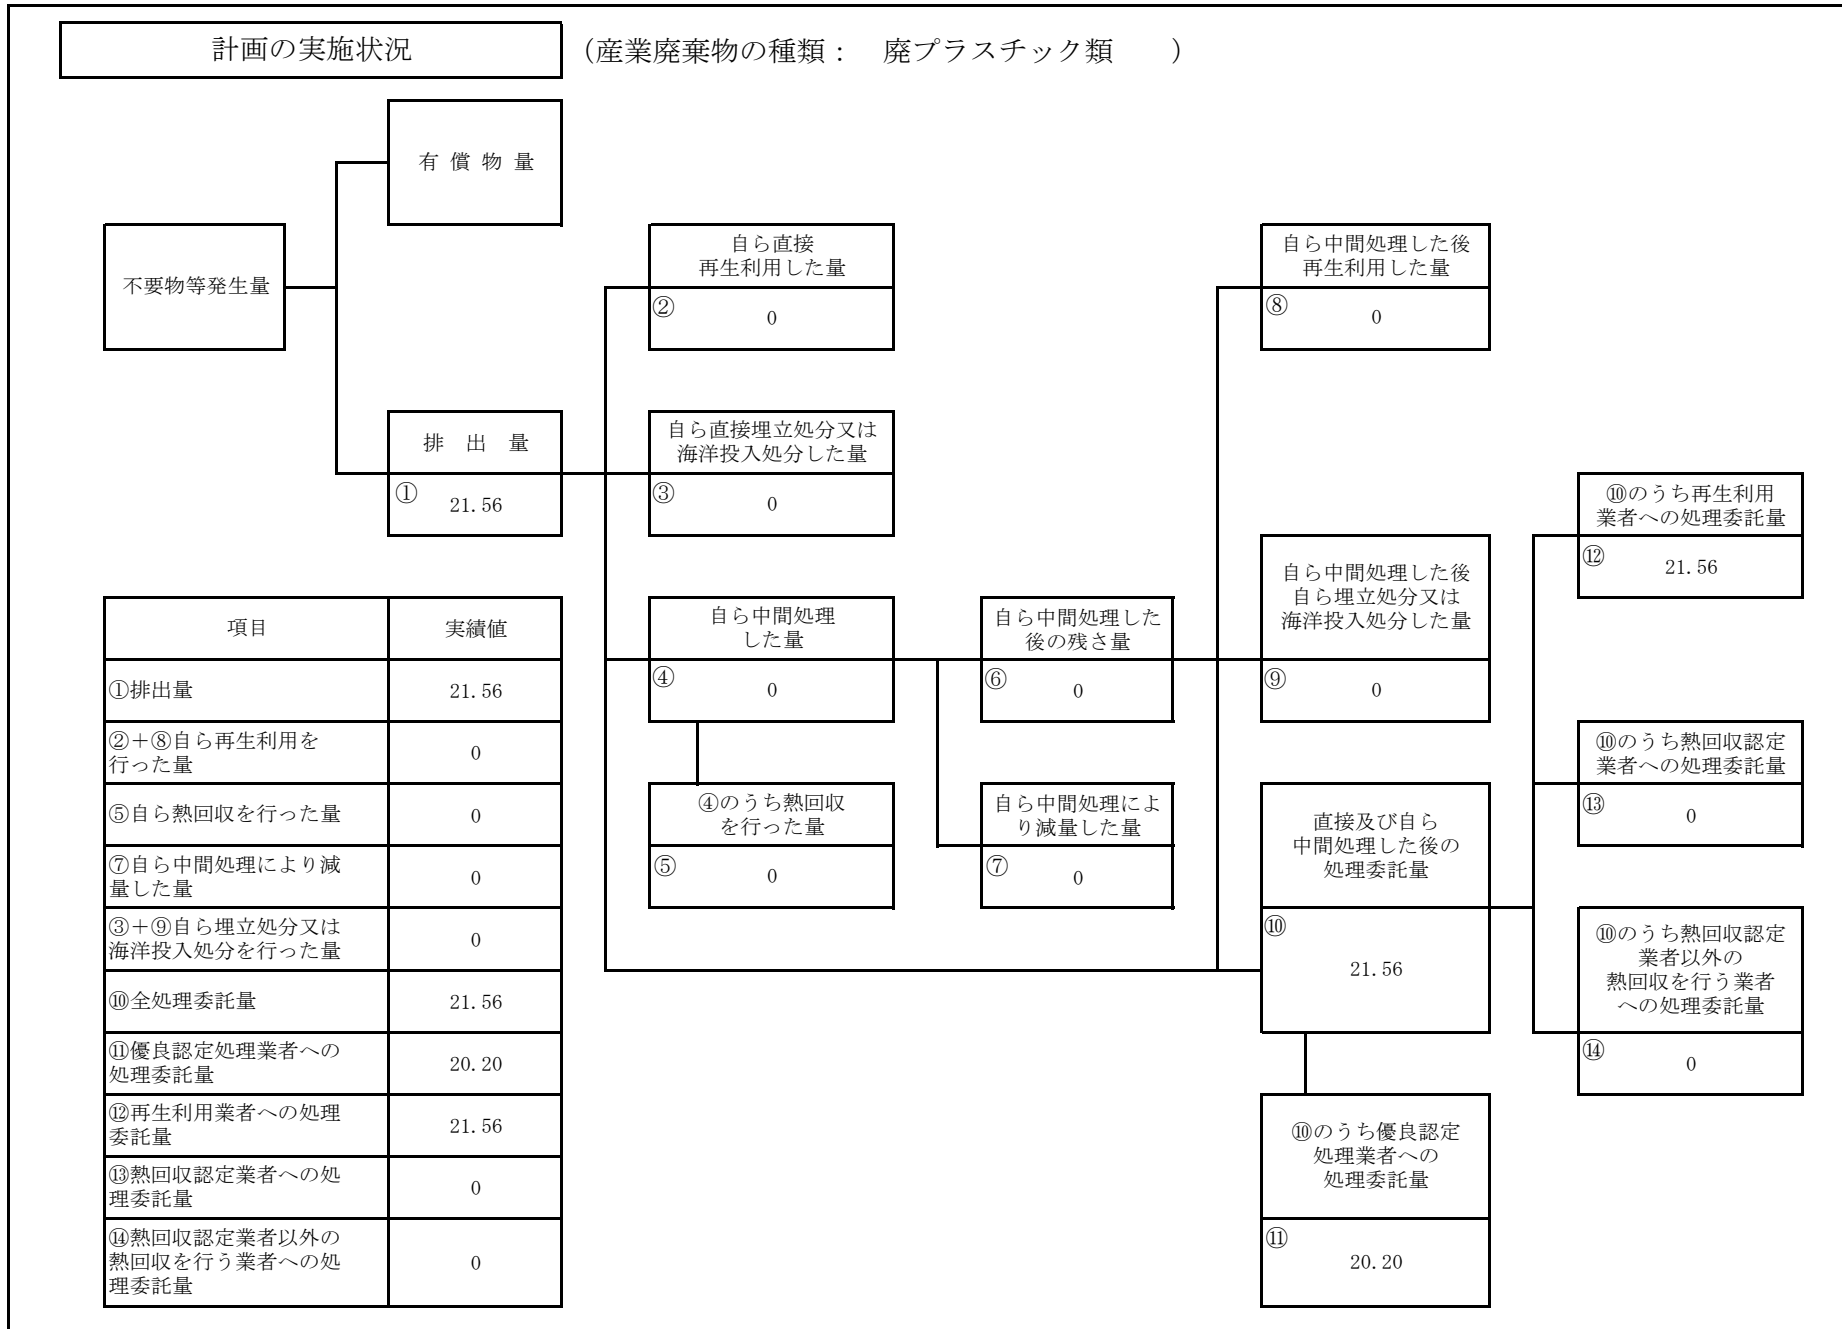 計画の実施状況
（産業廃棄物の種類： 廃プラスチック類 ）
有 償 物 量
不要物等発生量
自ら直接
再生利用した量
②
0
自ら中間処理した後
再生利用した量
⑧
0
排 出 量
①
21.56
自ら直接埋立処分又は
海洋投入処分した量
③
0
⑩のうち再生利用
業者への処理委託量
⑫
21.56
自ら中間処理
した量
④
0
自ら中間処理した
後の残さ量
⑥
0
自ら中間処理した後
自ら埋立処分又は
海洋投入処分した量
⑨
0
⑩のうち熱回収認定
業者への処理委託量
⑬
0
④のうち熱回収
を行った量
⑤
0
自ら中間処理によ
り減量した量
⑦
0
直接及び自ら
中間処理した後の
処理委託量
⑩
21.56
⑩のうち熱回収認定
業者以外の
熱回収を行う業者
への処理委託量
⑭
0
⑩のうち優良認定
処理業者への
処理委託量
⑪
20.20
項目 実績値
①排出量 21.56
②＋⑧自ら再生利用を
行った量
0
⑤自ら熱回収を行った量 0
⑦自ら中間処理により減
量した量
0
③＋⑨自ら埋立処分又は
海洋投入処分を行った量
0
⑩全処理委託量 21.56
⑪優良認定処理業者への
処理委託量
20.20
⑫再生利用業者への処理
委託量
21.56
⑬熱回収認定業者への処
理委託量
0
⑭熱回収認定業者以外の
熱回収を行う業者への処
理委託量
0